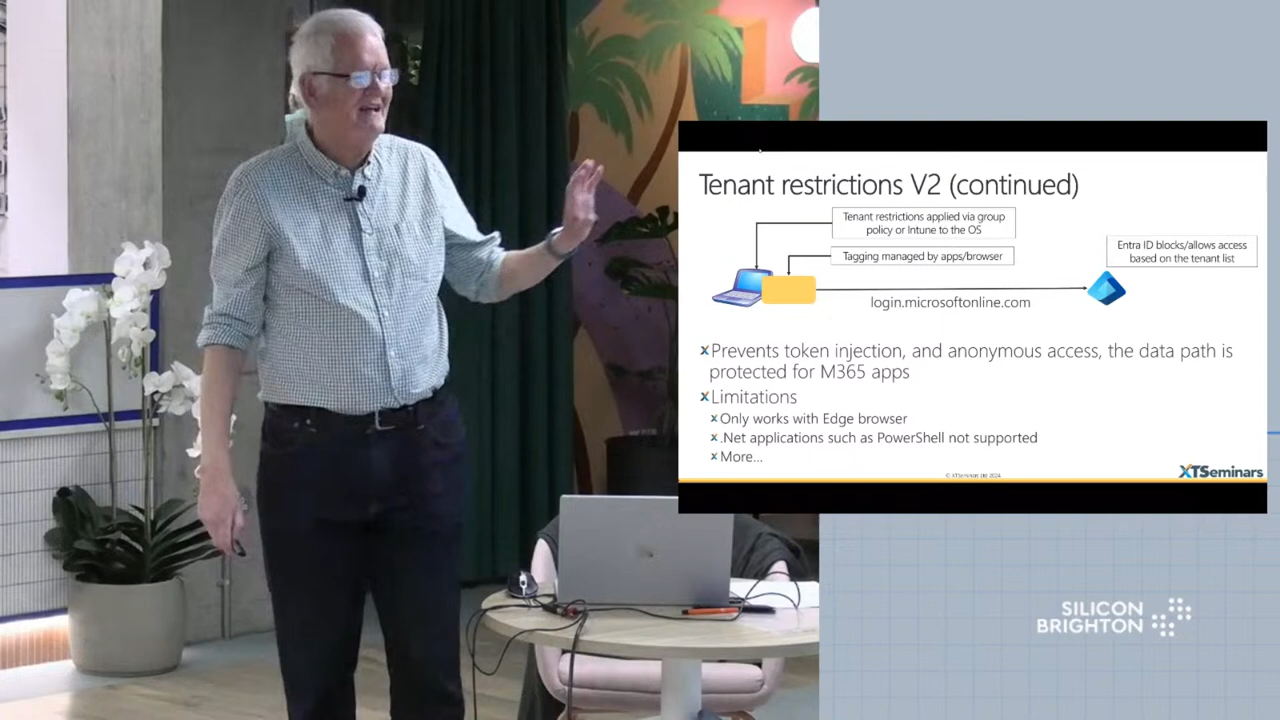 Tenant restrictions V2 (continued)
Tenant restrictions applied via group
policy or Intune to the OS
Tagging managed by apps/browser
Entra ID blocks/allows access
based on the tenant list
login.microsoftonline.com
Prevents token injection, and anonymous access, the data path is
protected for M365 apps
Limitations
Only works with Edge browser
.Net applications such as PowerShell not supported
More...
© XTSeminars Ltd 2024
XTSeminars
SILICON
BRIGHTON